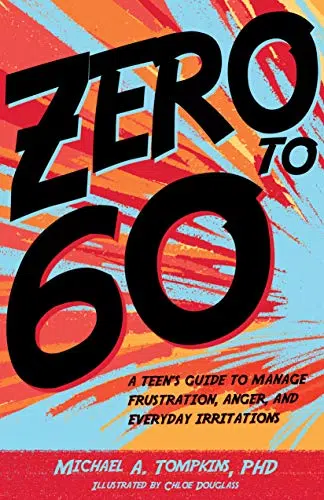 ZERO
TO
60
A TEEN'S GUIDE TO MANAGE
FRUSTRATION, ANGER, AND
EVERYDAY IRRITATIONS
MICHAEL A. TOMPKINS, PHD
ILLUSTRATED BY CHLOE DOUGLASS